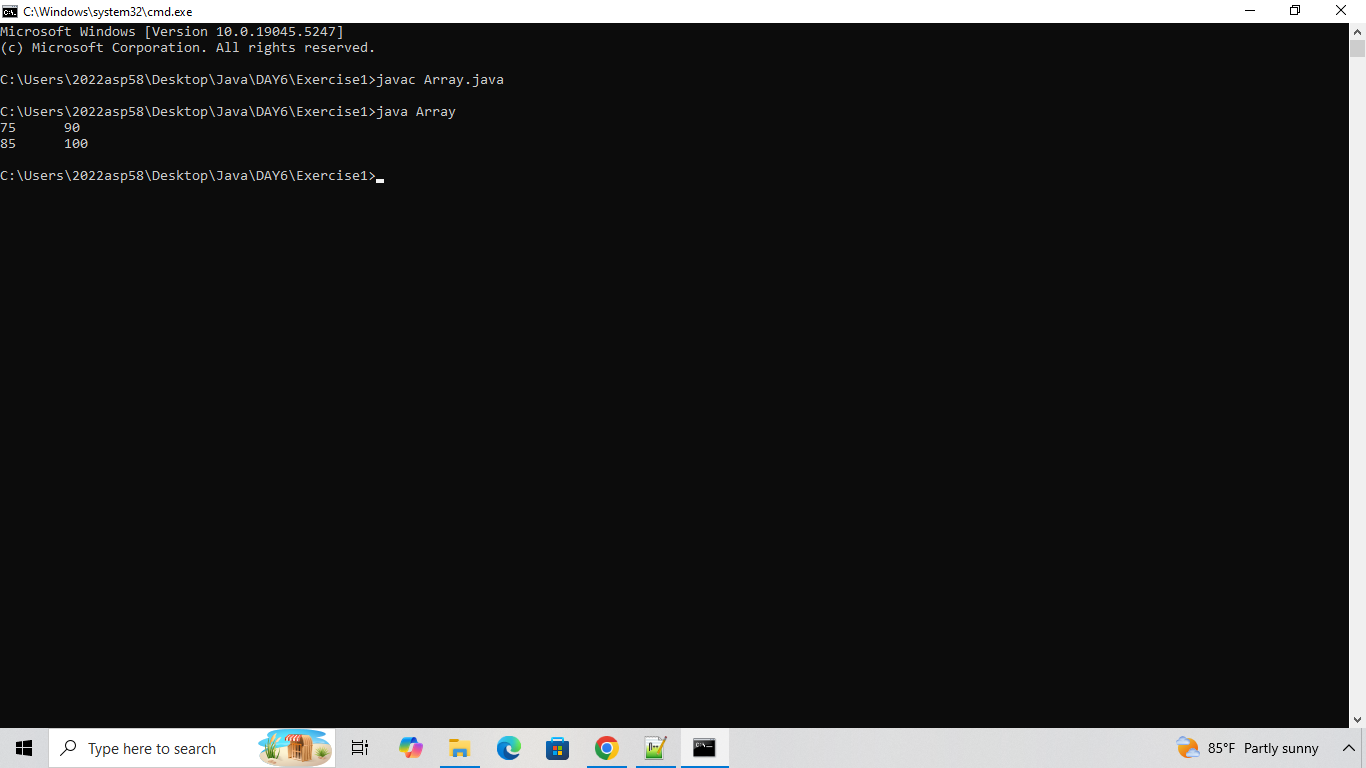 C:\Windows\system32\cmd.exe
Microsoft Windows [Version 10.0.19045.5247]
(c) Microsoft Corporation. All rights reserved.
C:\Users\2022asp58\Desktop\Java\DAY6\Exercise1>javac Array.java
C:\Users\2022asp58\Desktop\Java\DAY6\Exercise1>java Array
75      90
85      100
C:\Users\2022asp58\Desktop\Java\DAY6\Exercise1>
Type here to search
85°F Partly sunny